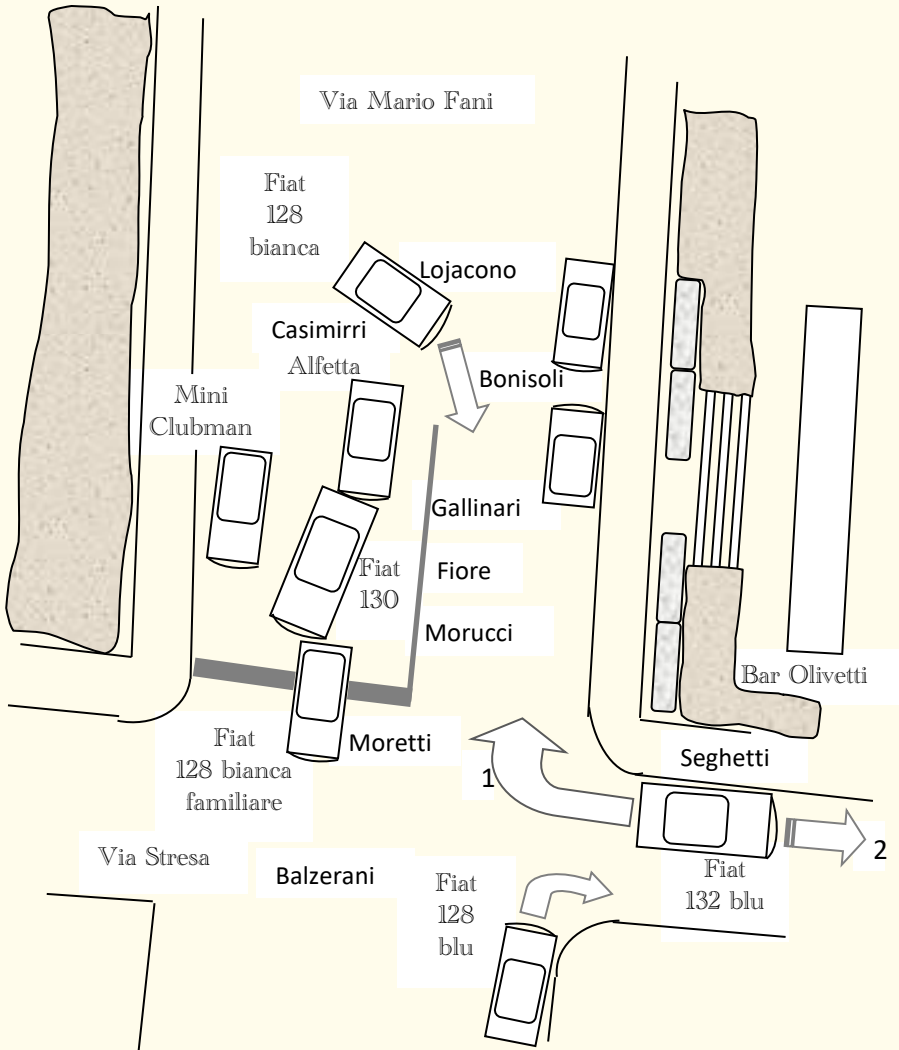 Via Mario Fani
Fiat
128
bianca
Lojacono
Casimirri
Alfetta
Bonisoli
Mini
Clubman
Gallinari
Fiat
130
Fiore
Morucci
Bar Olivetti
Moretti
Fiat
128 bianca
familiare
Seghetti
1
2
Via Stresa
Balzerani
Fiat
128
blu
Fiat
132 blu